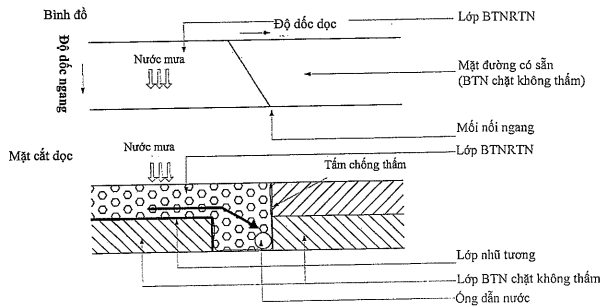 Bình đồ
Độ dốc dọc
Lớp BTNRTN
Độ dốc ngang
Nước mưa
Mặt đường có sẵn
(BTN chặt không thấm)
Mối nối ngang
Mặt cắt dọc
Nước mưa
Tấm chống thấm
Lớp BTNRTN
Lớp nhũ tương
Lớp BTN chặt không thấm
Ống dẫn nước